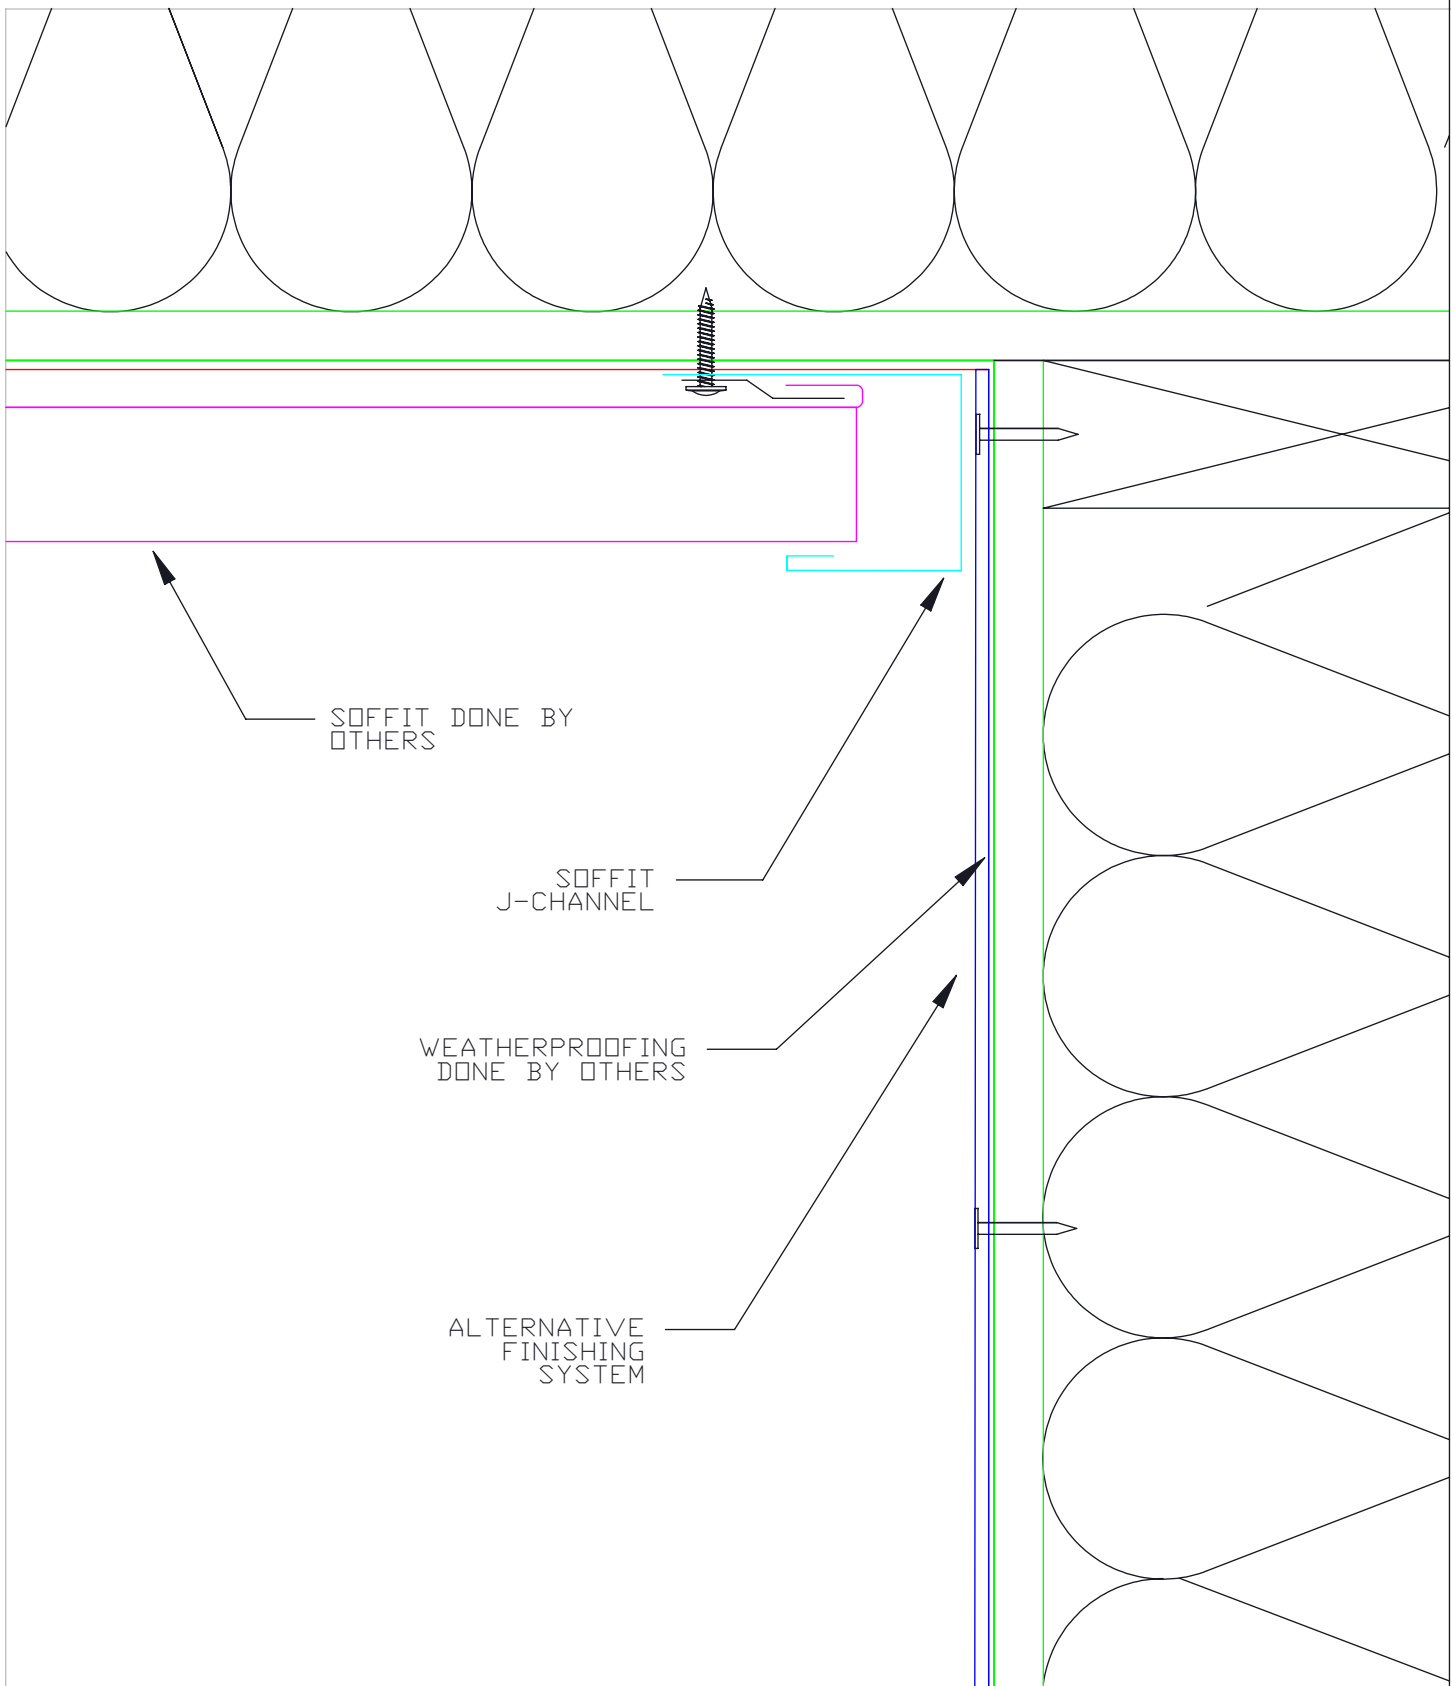 SOFFIT DONE BY
OTHERS
SOFFIT
J-CHANNEL
WEATHERPROOFING
DONE BY OTHERS
ALTERNATIVE
FINISHING
SYSTEM